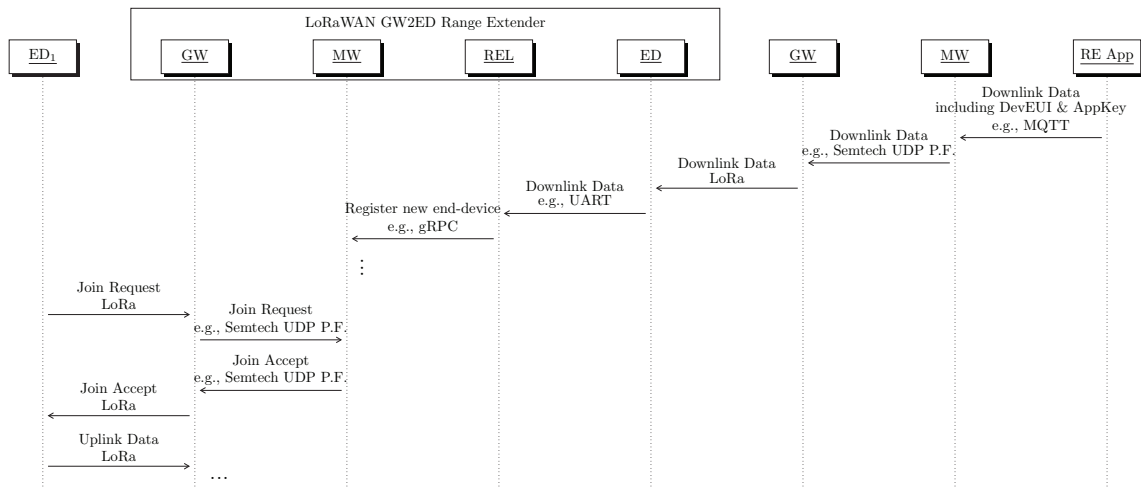 LoRaWAN GW2ED Range Extender
ED₁
GW
MW
REL
ED
GW
MW
RE App
Downlink Data
including DevEUI & AppKey
e.g., MQTT
Downlink Data
e.g., Semtech UDP P.F.
Downlink Data
LoRa
Downlink Data
e.g., UART
Register new end-device
e.g., gRPC
⋮
Join Request
LoRa
Join Request
e.g., Semtech UDP P.F.
Join Accept
e.g., Semtech UDP P.F.
Join Accept
LoRa
Uplink Data
LoRa
...